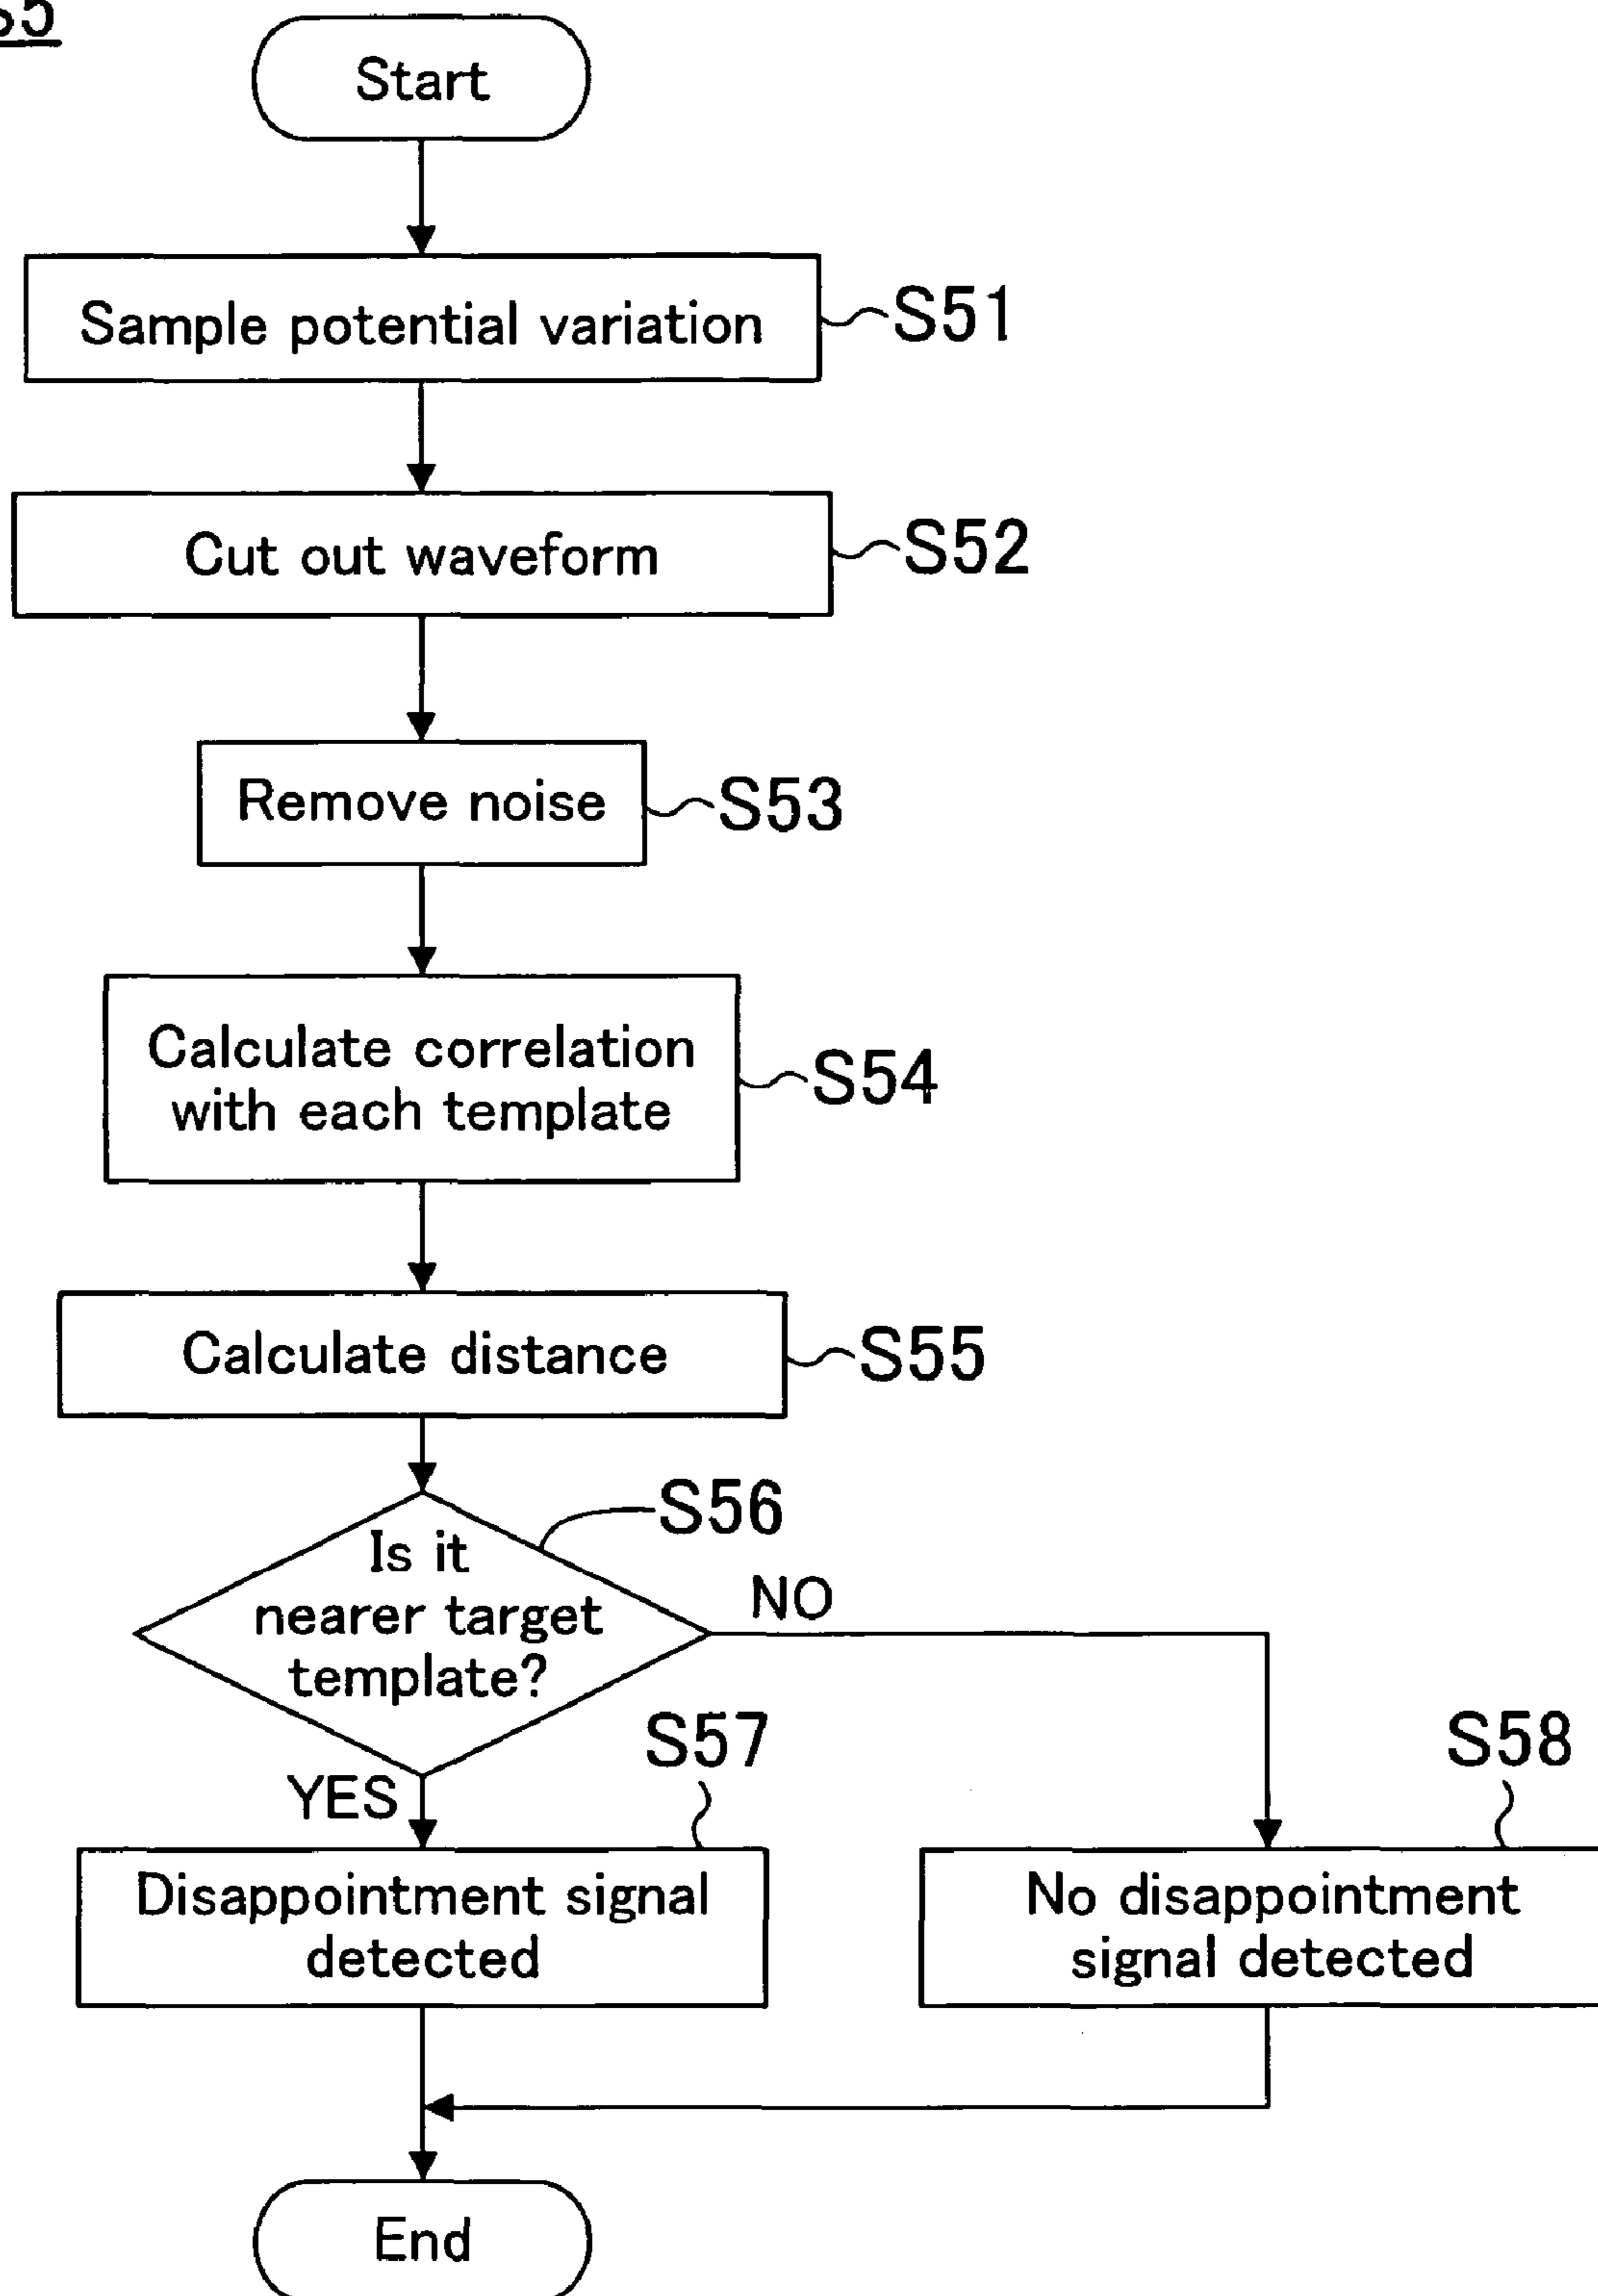 S5
Start
Sample potential variation
S51
Cut out waveform
S52
Remove noise
S53
Calculate correlation
with each template
S54
Calculate distance
S55
S56
Is it
nearer target
template?
NO
YES
S57
S58
Disappointment signal
detected
No disappointment
signal detected
End